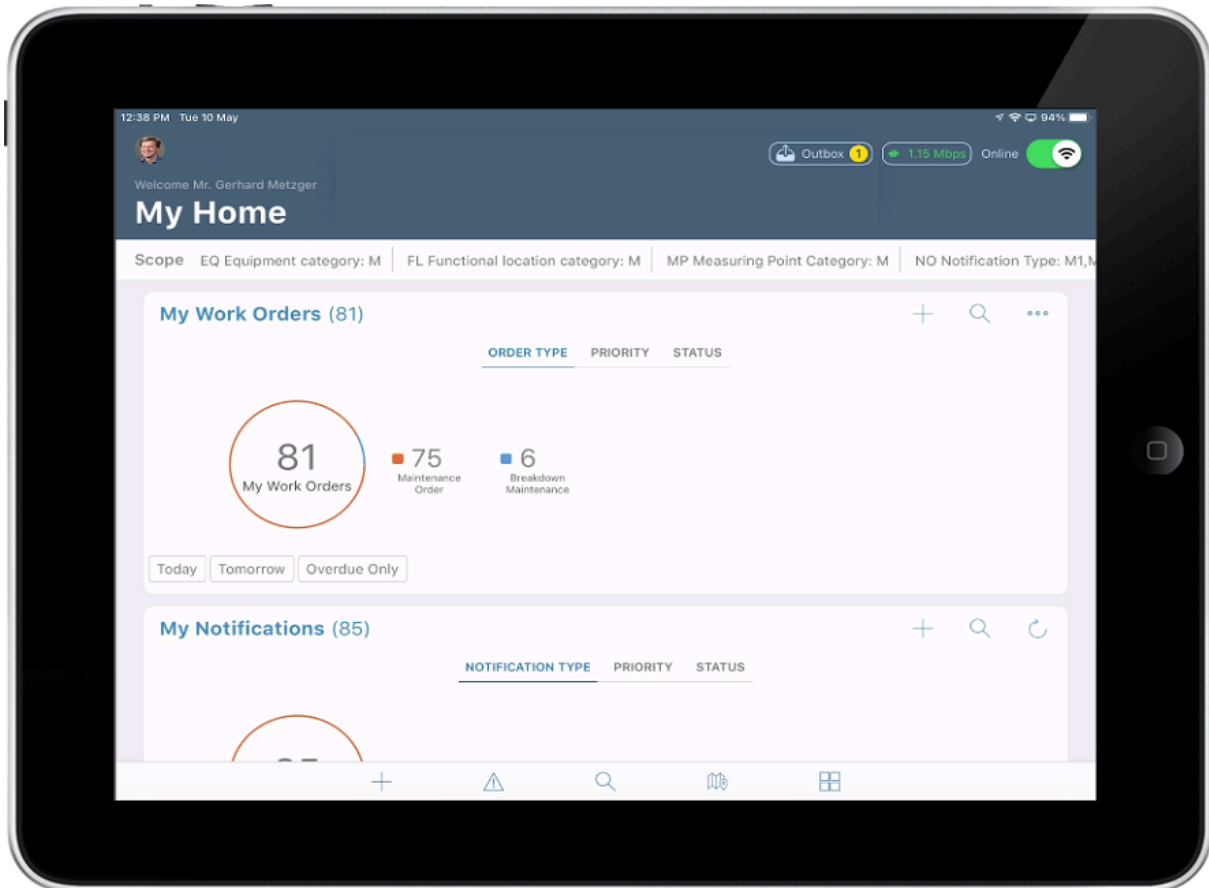 12:38 PM Tue 10 May 94%
Outbox 1 1.15 Mbps Online
Welcome Mr. Gerhard Metzger
My Home
Scope EQ Equipment category: M FL Functional location category: M MP Measuring Point Category: M NO Notification Type: M1,
My Work Orders (81)
ORDER TYPE PRIORITY STATUS
81
My Work Orders
75
Maintenance
Order
6
Breakdown
Maintenance
Today Tomorrow Overdue Only
My Notifications (85)
NOTIFICATION TYPE PRIORITY STATUS